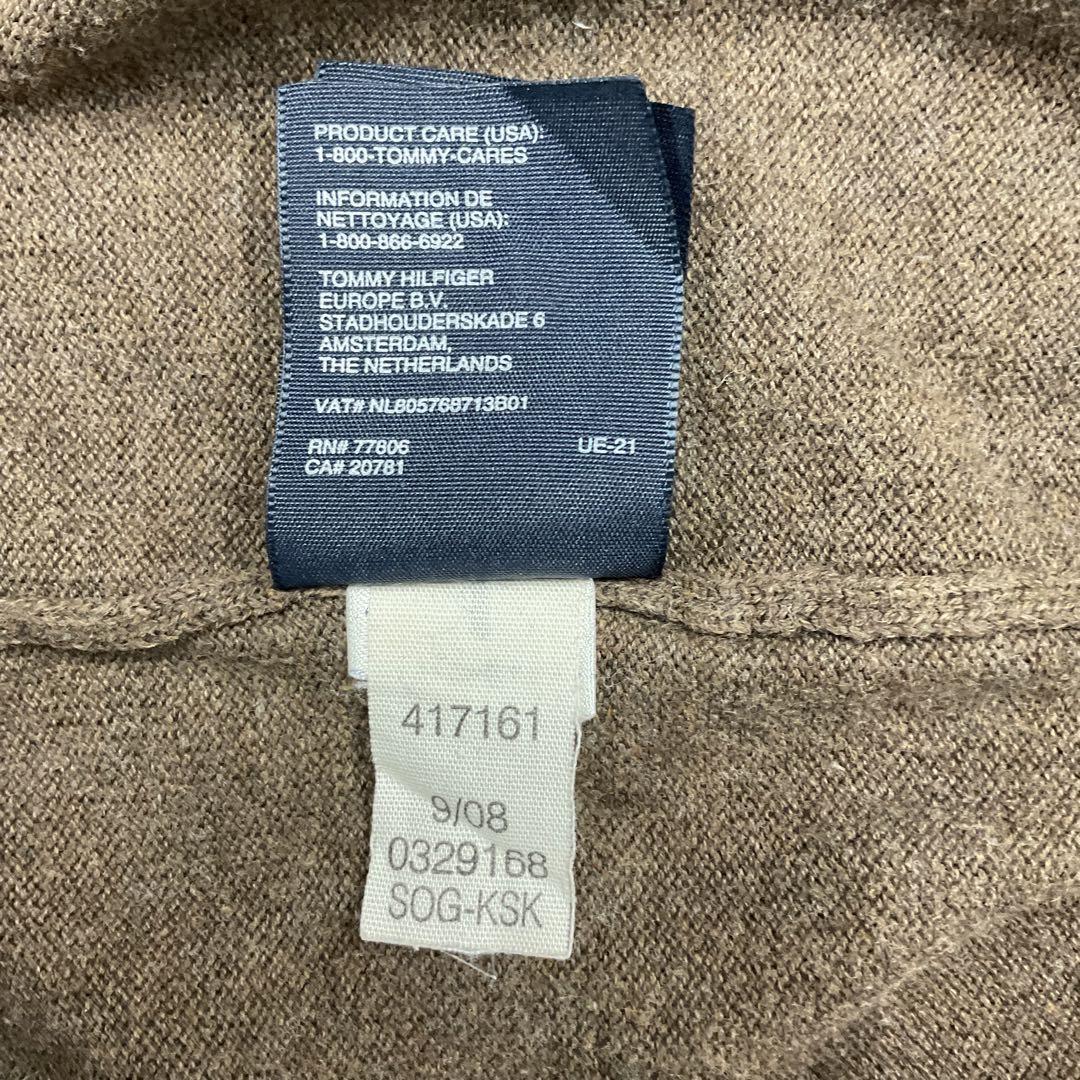 PRODUCT CARE (USA):
1-800-TOMMY-CARES
INFORMATION DE
NETTOYAGE (USA):
1-800-866-6922
TOMMY HILFIGER
EUROPE B.V.
STADHOUDERSKADE 6
AMSTERDAM,
THE NETHERLANDS
VAT# NL805768713B01
RN# 77806
UE-21
CA# 20781
417161
9/08
0329168
SOG-KSK